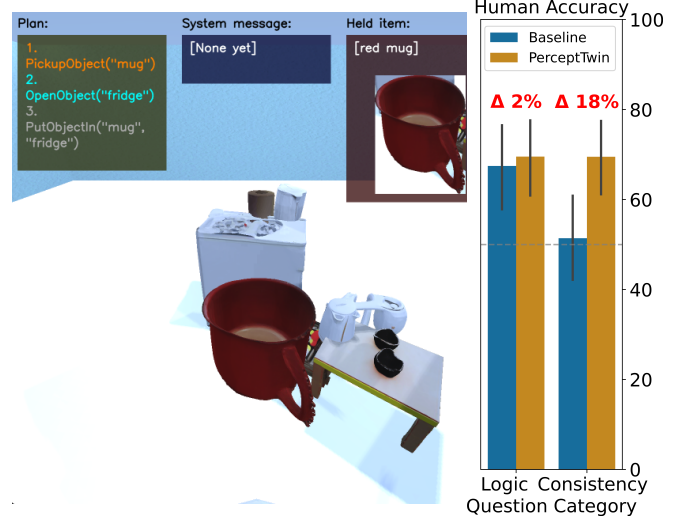 Plan:
1.
PickupObject("mug")
2.
OpenObject("fridge")
3.
PutObjectIn("mug",
"fridge")
System message:
[None yet]
Held item:
[red mug]
Human Accuracy
Baseline
PerceptTwin
Δ 2% Δ 18%
100
80
60
40
20
0
Logic Consistency
Question Category